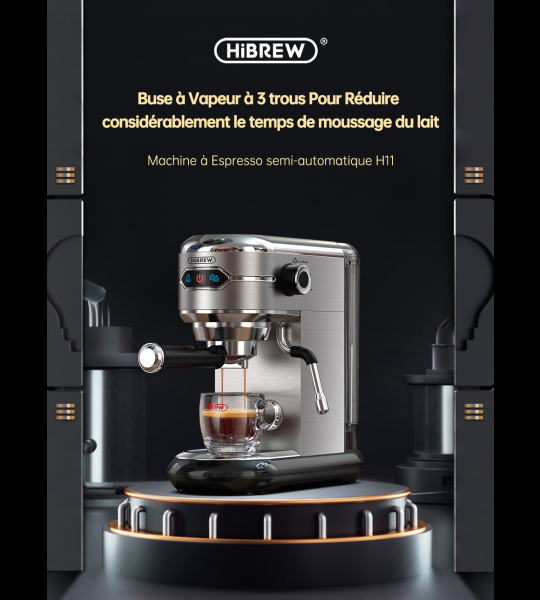 HiBREW®
Buse à Vapeur à 3 trous Pour Réduire
considérablement le temps de moussage du lait
Machine à Espresso semi-automatique H11
HiBREW
HiBREW